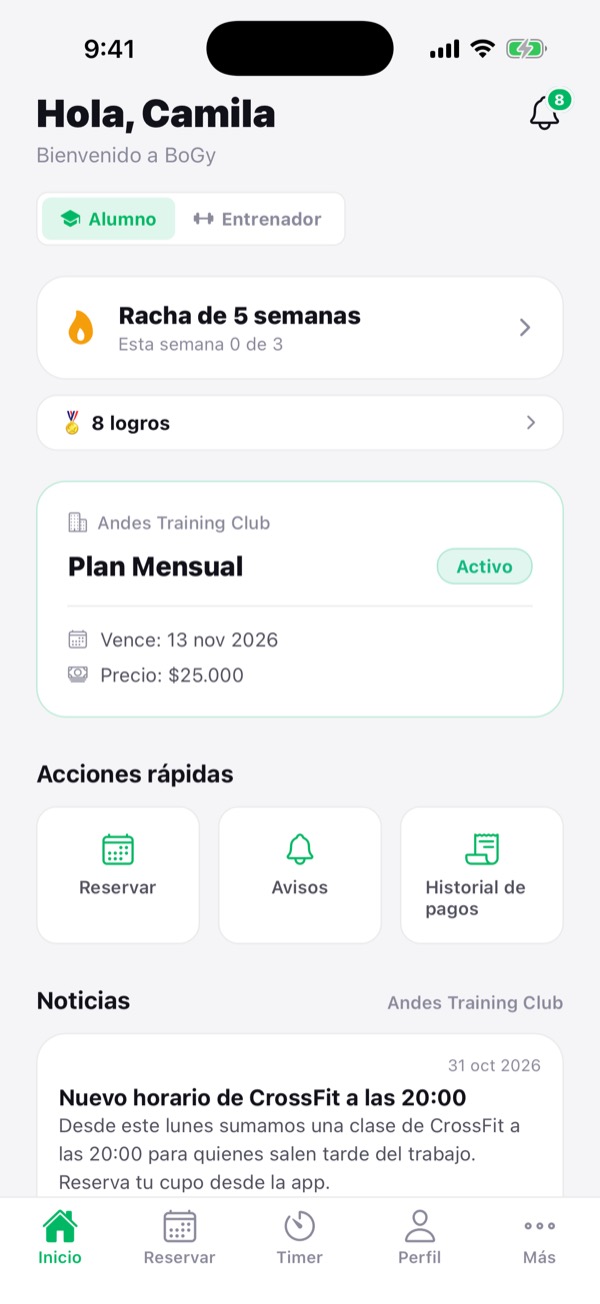 9:41
Hola, Camila
8
Bienvenido a BoGy
Alumno
Entrenador
Racha de 5 semanas
Esta semana 0 de 3
8 logros
Andes Training Club
Plan Mensual
Activo
Vence: 13 nov 2026
Precio: $25.000
Acciones rápidas
Reservar
Avisos
Historial de
pagos
Noticias
Andes Training Club
31 oct 2026
Nuevo horario de CrossFit a las 20:00
Desde este lunes sumamos una clase de CrossFit a
las 20:00 para quienes salen tarde del trabajo.
Reserva tu cupo desde la app.
Inicio
Reservar
Timer
Perfil
Más